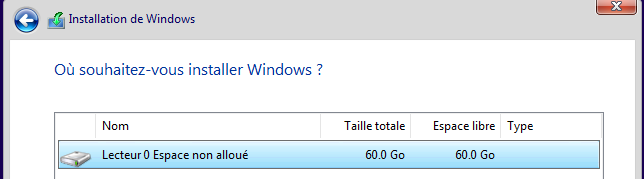 Installation de Windows
Où souhaitez-vous installer Windows ?
Nom Taille totale Espace libre Type
Lecteur 0 Espace non alloué 60.0 Go 60.0 Go